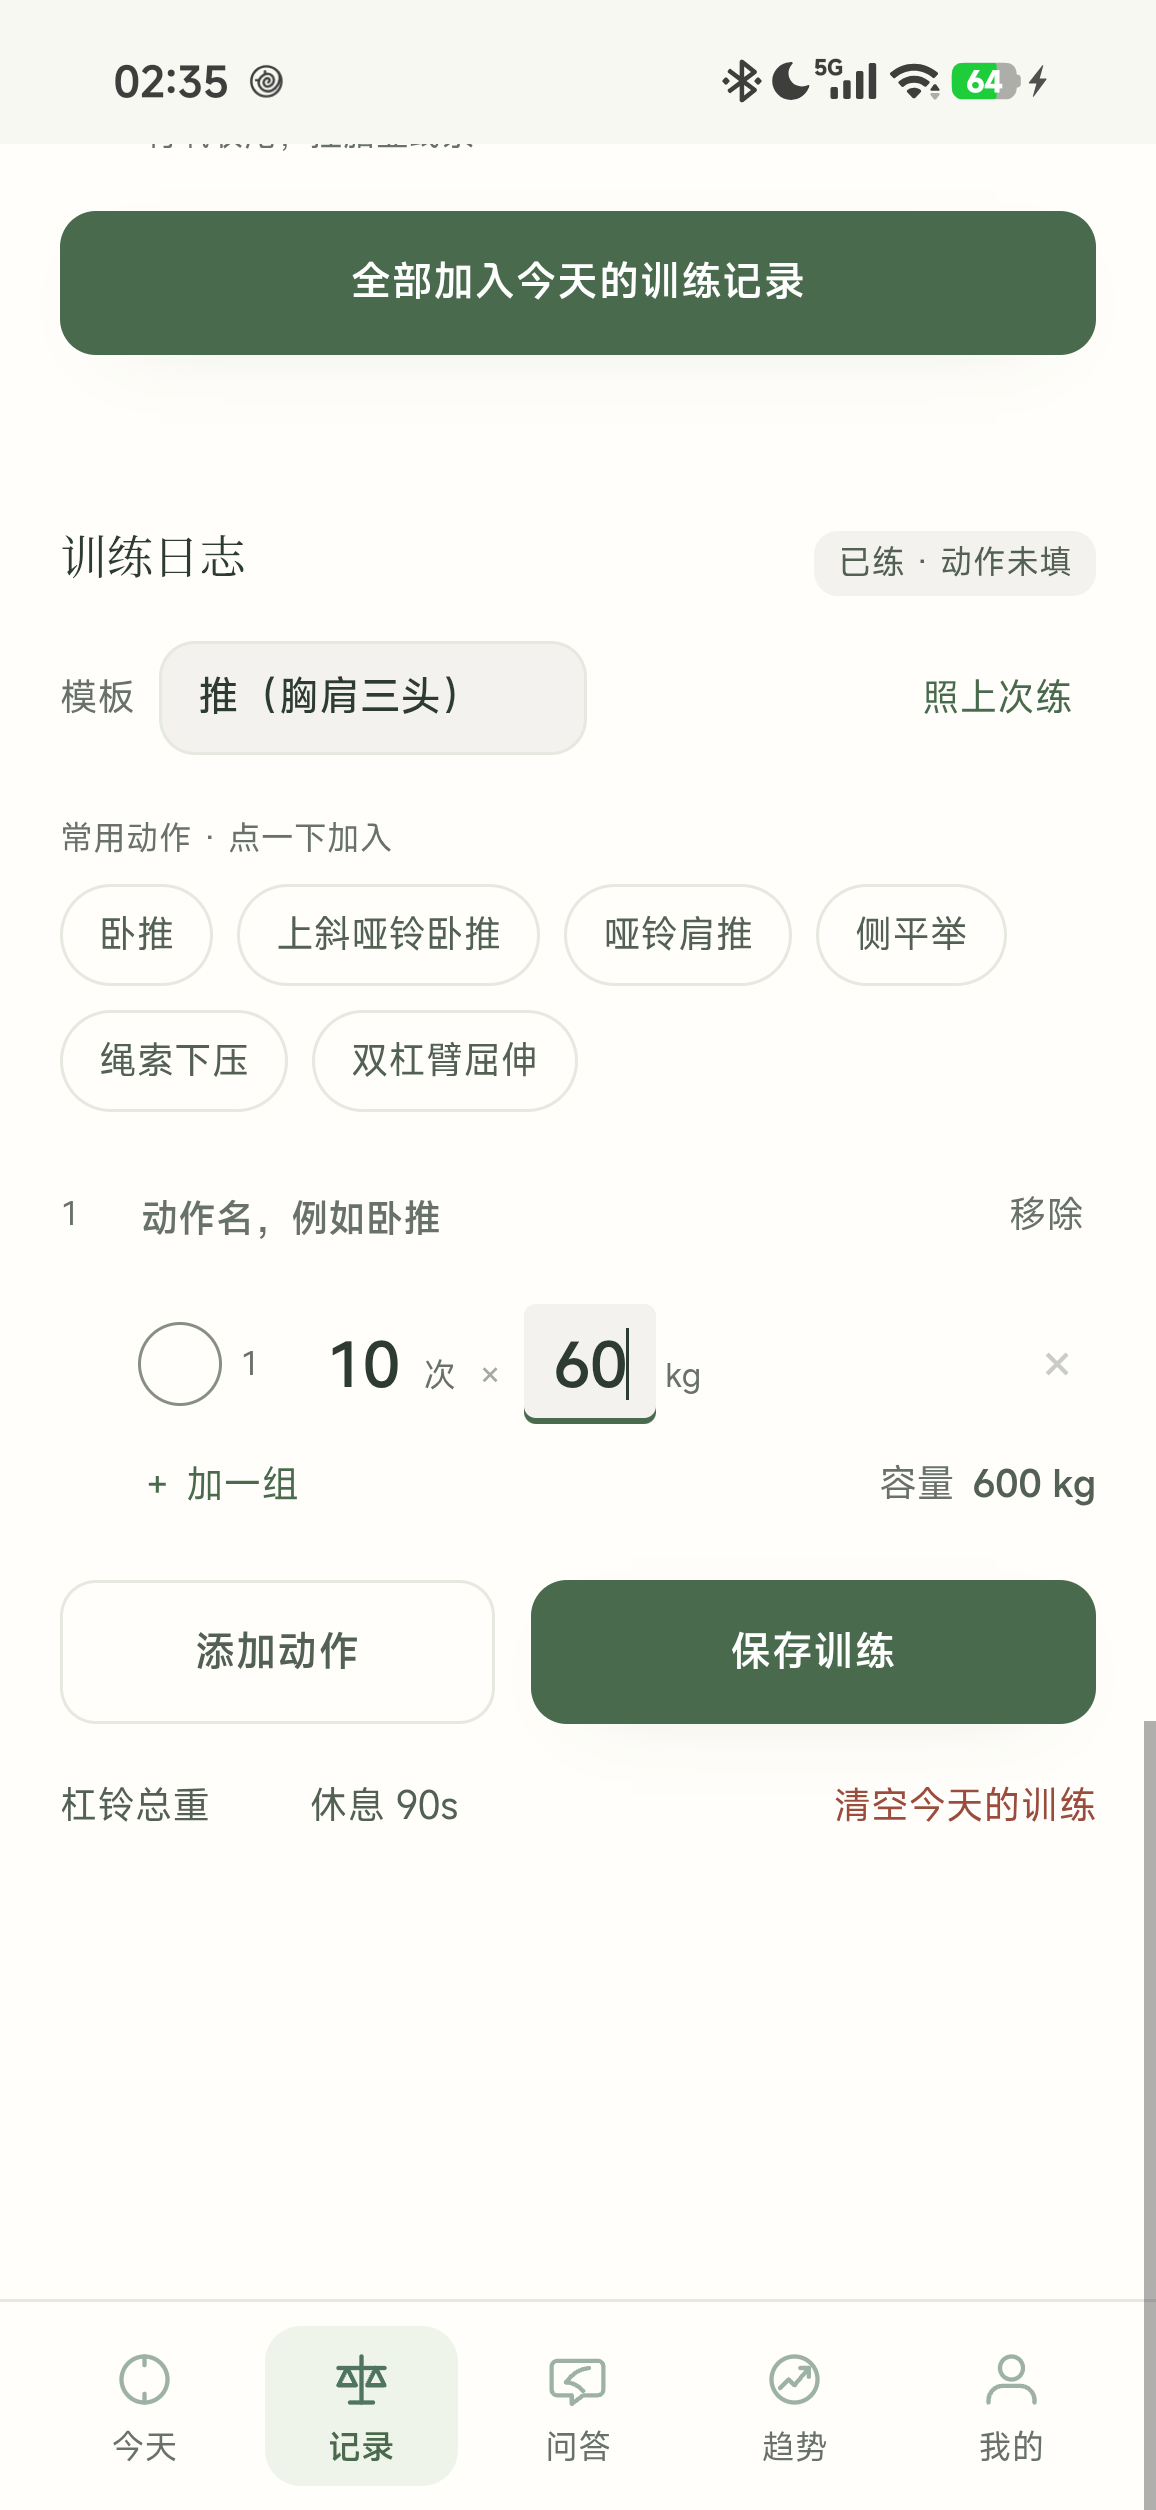 02:35
5G
64
全部加入今天的训练记录
训练日志
已练 · 动作未填
模板
推（胸肩三头）
照上次练
常用动作 · 点一下加入
卧推
上斜哑铃卧推
哑铃肩推
侧平举
绳索下压
双杠臂屈伸
1 动作名，例如卧推 移除
1 10 次 × 60 kg ×
+ 加一组 容量 600 kg
添加动作
保存训练
杠铃总重 休息 90s 清空今天的训练
今天
记录
问答
趋势
我的